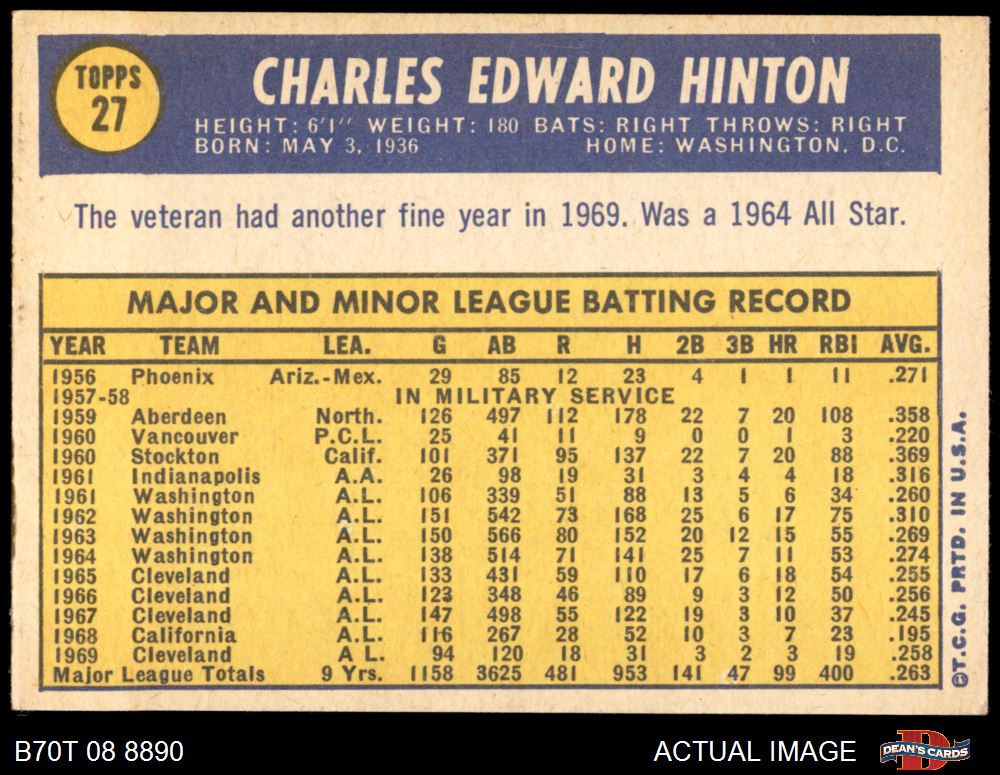 TOPPS
27
CHARLES EDWARD HINTON
HEIGHT: 6'1" WEIGHT: 180 BATS: RIGHT THROWS: RIGHT
BORN: MAY 3, 1936 HOME: WASHINGTON, D.C.
The veteran had another fine year in 1969. Was a 1964 All Star.
MAJOR AND MINOR LEAGUE BATTING RECORD
YEAR TEAM LEA. G AB R H 2B 3B HR RBI AVG.
1956 Phoenix Ariz.-Mex. 29 85 12 23 4 1 1 11 .271
1957-58 IN MILITARY SERVICE
1959 Aberdeen North. 126 497 112 178 22 7 20 108 .358
1960 Vancouver P.C.L. 25 41 11 9 0 0 1 3 .220
1960 Stockton Calif. 101 371 95 137 22 7 20 88 .369
1961 Indianapolis A.A. 26 98 19 31 3 4 4 18 .316
1961 Washington A.L. 106 339 51 88 13 5 6 34 .260
1962 Washington A.L. 151 542 73 168 25 6 17 75 .310
1963 Washington A.L. 150 566 80 152 20 12 15 55 .269
1964 Washington A.L. 138 514 71 141 25 7 11 53 .274
1965 Cleveland A.L. 133 431 59 110 17 6 18 54 .255
1966 Cleveland A.L. 123 348 46 89 9 3 12 50 .256
1967 Cleveland A.L. 147 498 55 122 19 3 10 37 .245
1968 California A.L. 116 267 28 52 10 3 7 23 .195
1969 Cleveland A L. 94 120 18 31 3 2 3 19 .258
Major League Totals 9 Yrs. 1158 3625 481 953 141 47 99 400 .263
©T.C.G. PRTD. IN U.S.A.
B70T 08 8890 ACTUAL IMAGE
D
DEAN'S CARDS